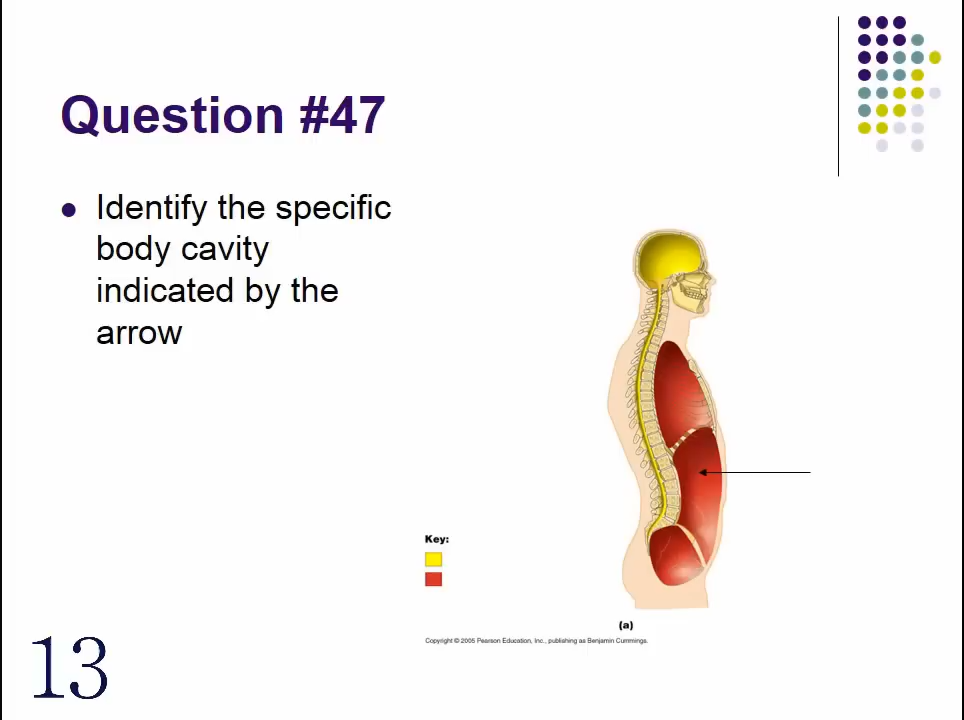 Question #47
Identify the specific
body cavity
indicated by the
arrow
Key:
(a)
Copyright © 2005 Pearson Education, Inc., publishing as Benjamin Cummings.
13